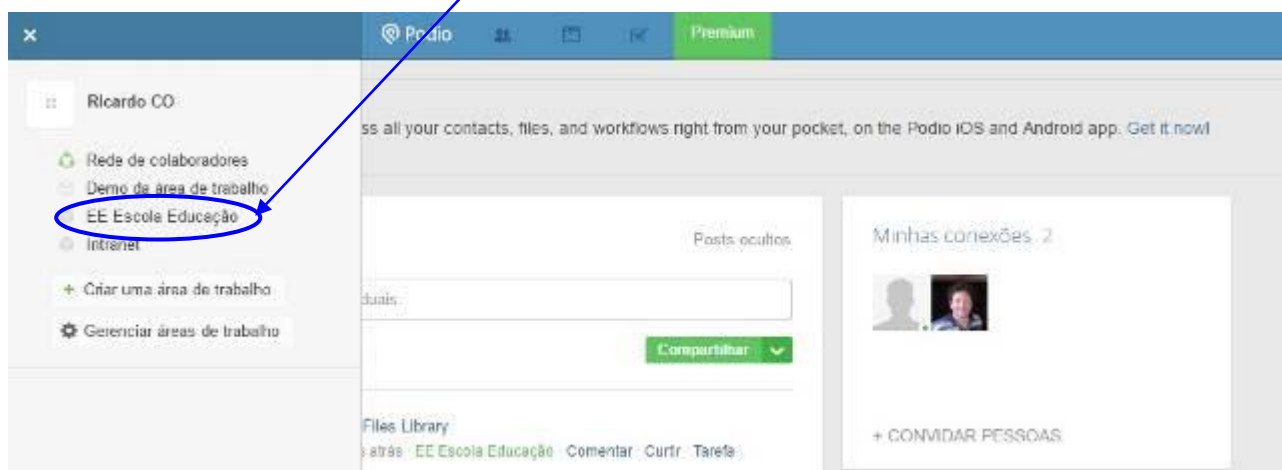 × Podio Premium
Ricardo CO
Rede de colaboradores
Demo da área de trabalho
EE Escola Educação
Intranet
+ Criar uma área de trabalho
Gerenciar áreas de trabalho
ss all your contacts, files, and workflows right from your pocket, on the Podio iOS and Android app. Get it now!
Posts ocultos
duais
Compartilhar
Files Library
atrás EE Escola Educação Comentar Curtir Tarefa
Minhas conexões 2
+ CONVIDAR PESSOAS